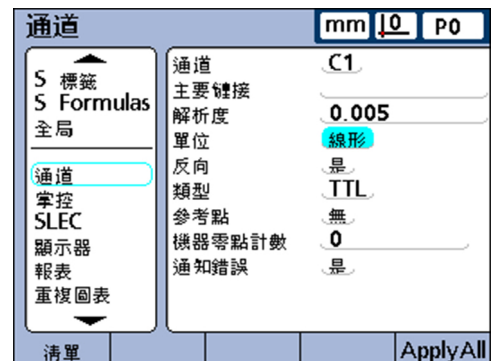 通道 mm 0 P0
S 標籤
S Formulas
全局
通道
掌控
SLEC
顯示器
報表
重複圖表
通道 C1
主要鏈接
解析度 0.005
單位 線形
反向 是
類型 TTL
參考點 無
機器零點計數 0
通知錯誤 是
清單 Apply All